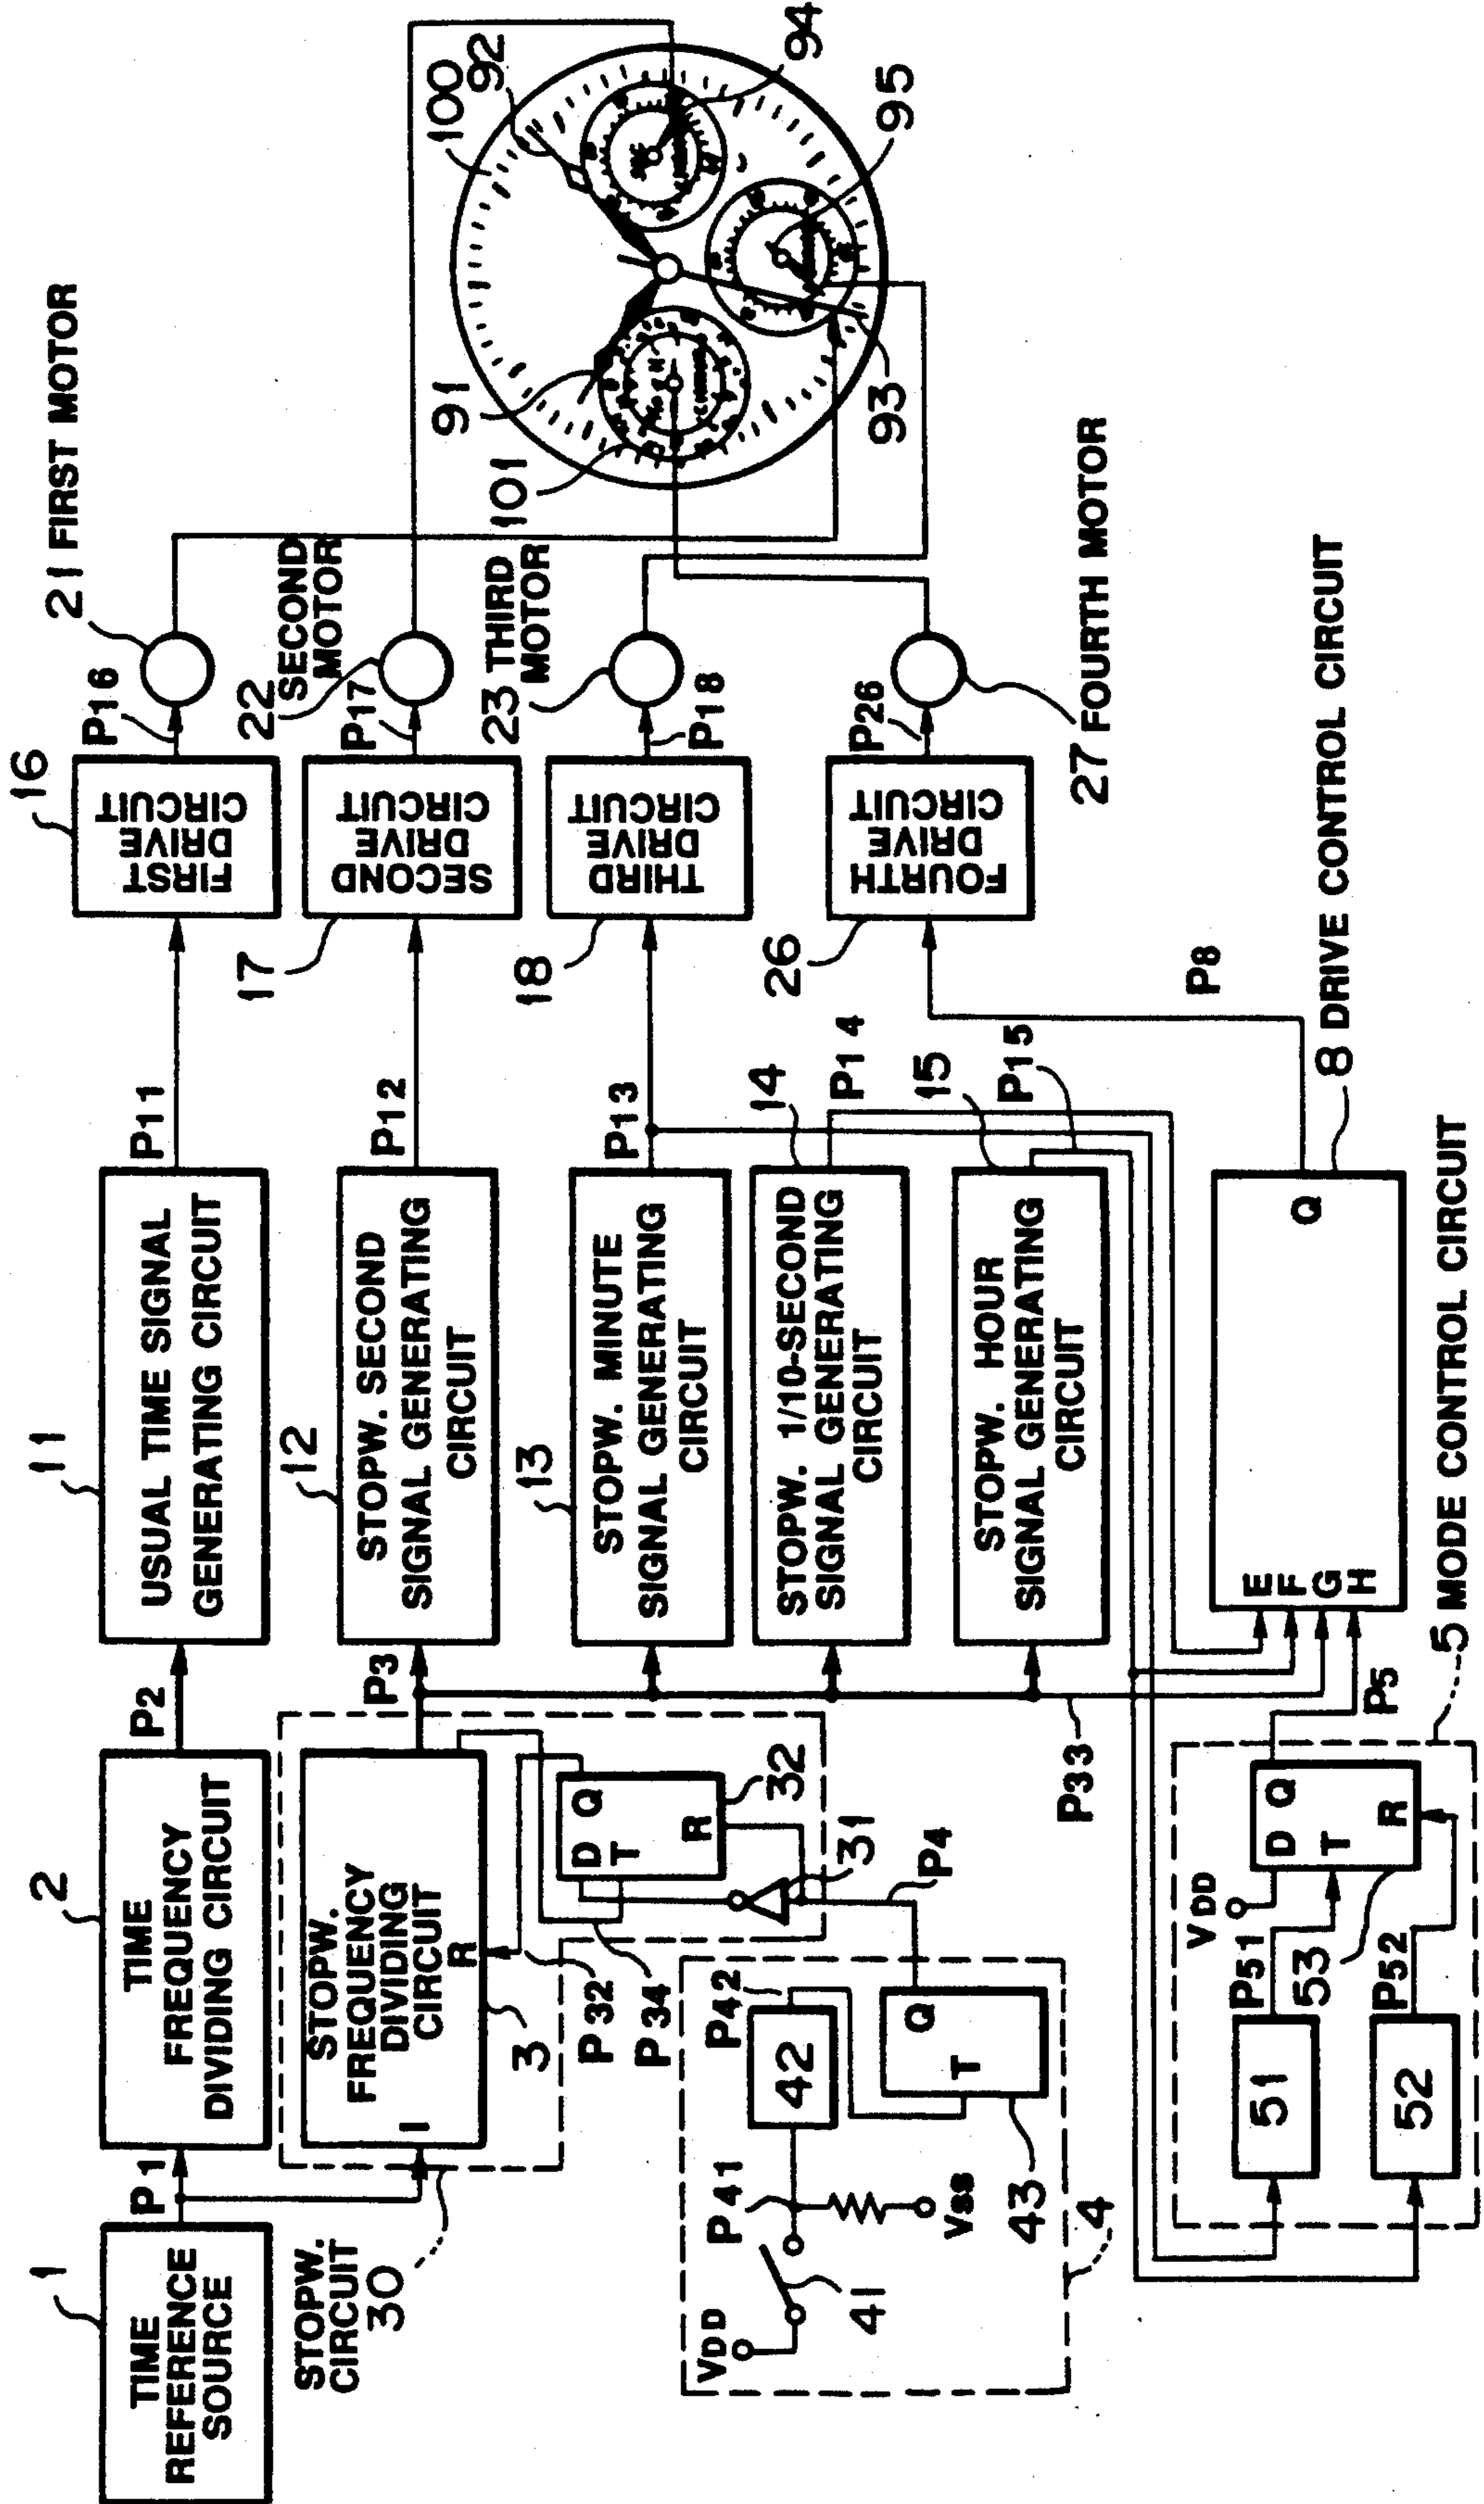 1
TIME
REFERENCE
SOURCE
P1
2
TIME
FREQUENCY
DIVIDING CIRCUIT
P2
11
USUAL TIME SIGNAL
GENERATING CIRCUIT
P11
16
FIRST
DRIVE
CIRCUIT
P16
21 FIRST MOTOR
STOPW.
CIRCUIT
30
STOPW.
FREQUENCY
DIVIDING
CIRCUIT
I
R
3
P3
12
STOPW. SECOND
SIGNAL GENERATING
CIRCUIT
P12
17
SECOND
DRIVE
CIRCUIT
P17
22
SECOND
MOTOR
P32
P34
D
Q
T
R
32
31
P4
13
STOPW. MINUTE
SIGNAL GENERATING
CIRCUIT
P13
18
THIRD
DRIVE
CIRCUIT
P18
23 THIRD
MOTOR
14
STOPW. 1/10-SECOND
SIGNAL GENERATING
CIRCUIT
P14
15
STOPW. HOUR
SIGNAL GENERATING
CIRCUIT
P15
26
FOURTH
DRIVE
CIRCUIT
P26
27 FOURTH MOTOR
VDD
41
P41
VSS
42
P42
43
T
Q
4
P33
E
F
G
H
Q
P8
8 DRIVE CONTROL CIRCUIT
5 MODE CONTROL CIRCUIT
P5
51
52
P51
P52
53
VDD
D
Q
T
R
91
92
93
94
95
100
101